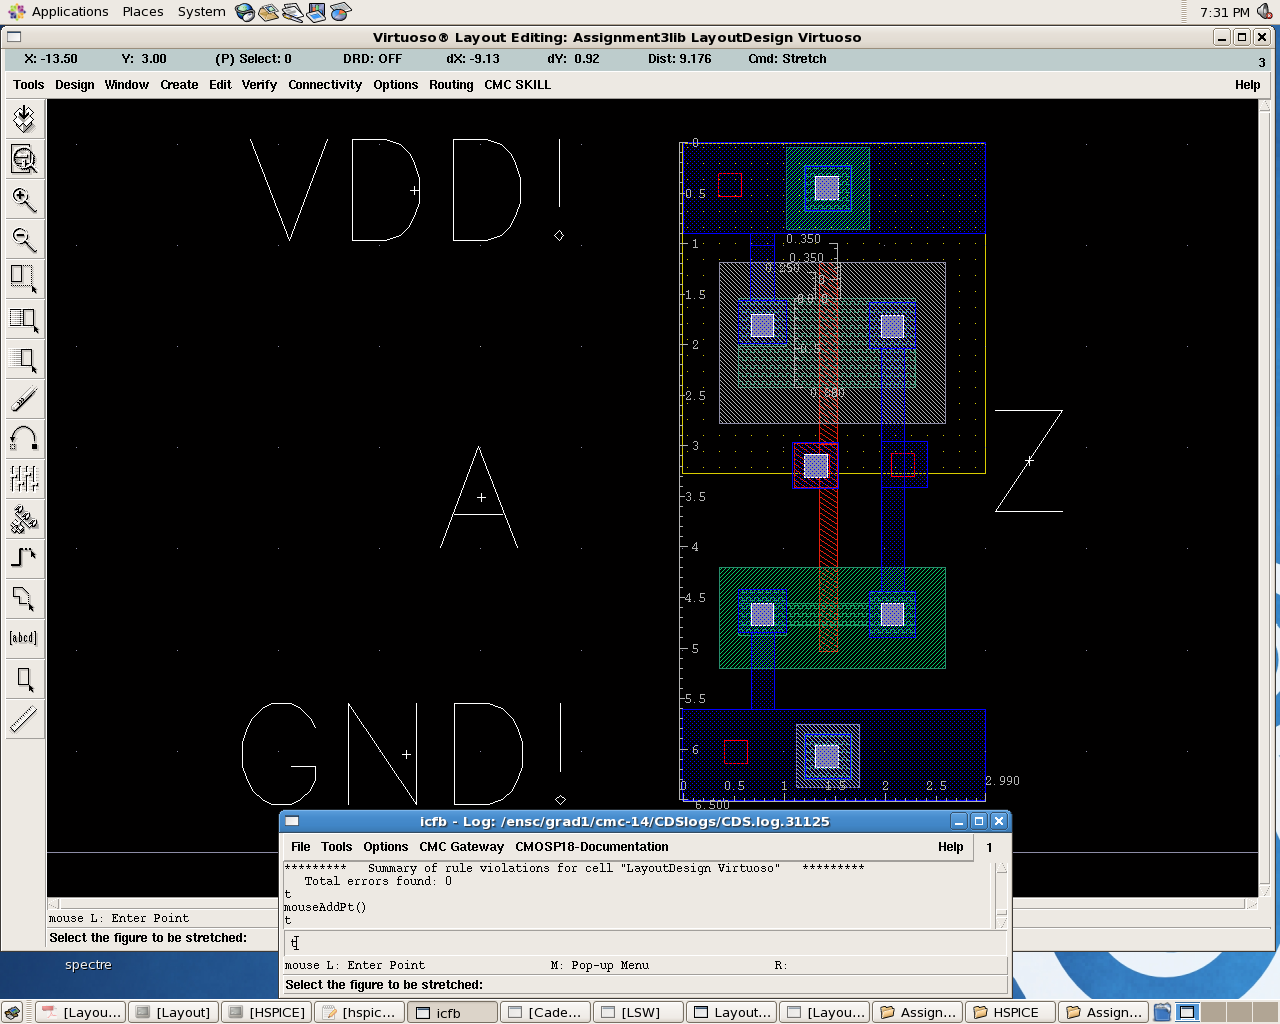 Applications Places System 7:31 PM
Virtuoso® Layout Editing: Assignment3lib LayoutDesign Virtuoso
X: -13.50 Y: 3.00 (P) Select: 0 DRD: OFF dX: -9.13 dY: 0.92 Dist: 9.176 Cmd: Stretch 3
Tools Design Window Create Edit Verify Connectivity Options Routing CMC SKILL Help
VDD!
A
Z
GND!
[abcd]
0
0.5
1
1.5
2
2.5
3
3.5
4
4.5
5
5.5
6
0.350
0.350
0.250
0.5
0 0.5 1 1.5 2 2.5 2.990
6.500
mouse L: Enter Point
Select the figure to be stretched:
spectre
icfb - Log: /ensc/grad1/cmc-14/CDSlogs/CDS.log.31125
File Tools Options CMC Gateway CMOSP18-Documentation Help 1
********* Summary of rule violations for cell "LayoutDesign Virtuoso" *********
Total errors found: 0
t
mouseAddPt()
t
t
mouse L: Enter Point M: Pop-up Menu R:
Select the figure to be stretched:
[Layou... [Layout] [HSPICE] [hspic... icfb [Cade... [LSW] Layout... [Layou... Assign... HSPICE Assign...